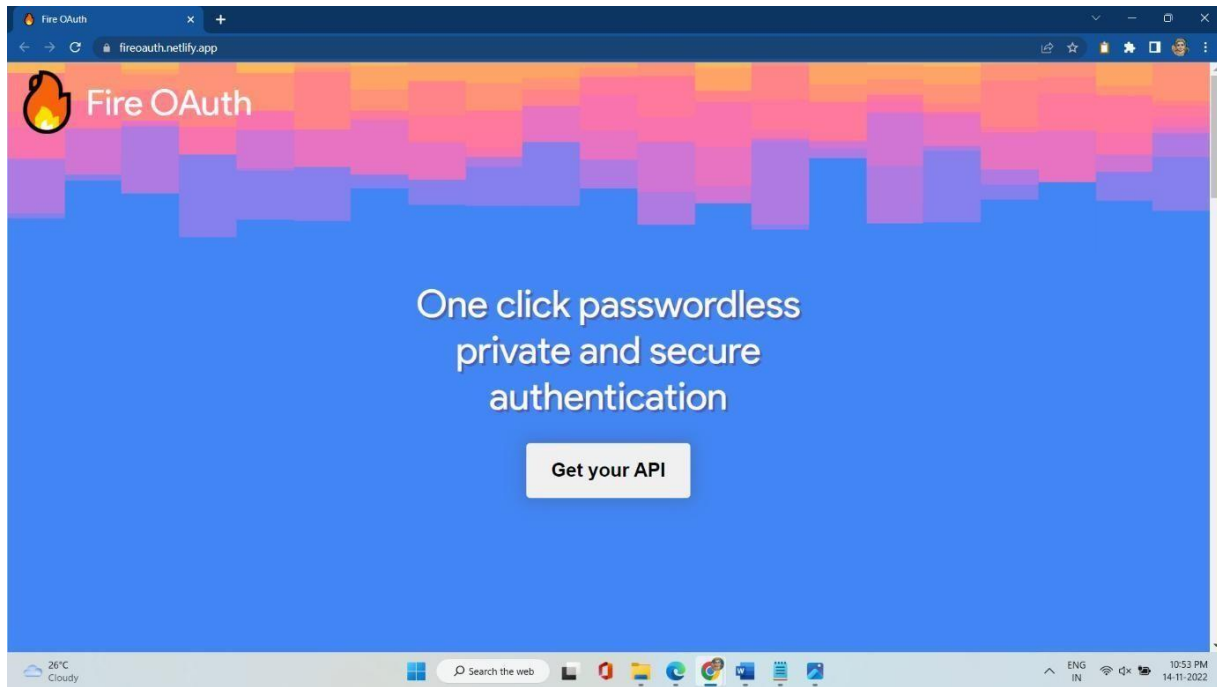 Fire OAuth
fireoauth.netlify.app
Fire OAuth
One click passwordless
private and secure
authentication
Get your API
26°C
Cloudy
Search the web
ENG
IN
10:53 PM
14-11-2022